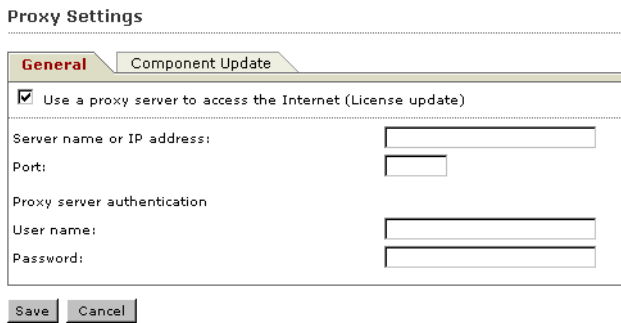 Proxy Settings
General Component Update
Use a proxy server to access the Internet (License update)
Server name or IP address:
Port:
Proxy server authentication
User name:
Password:
Save Cancel